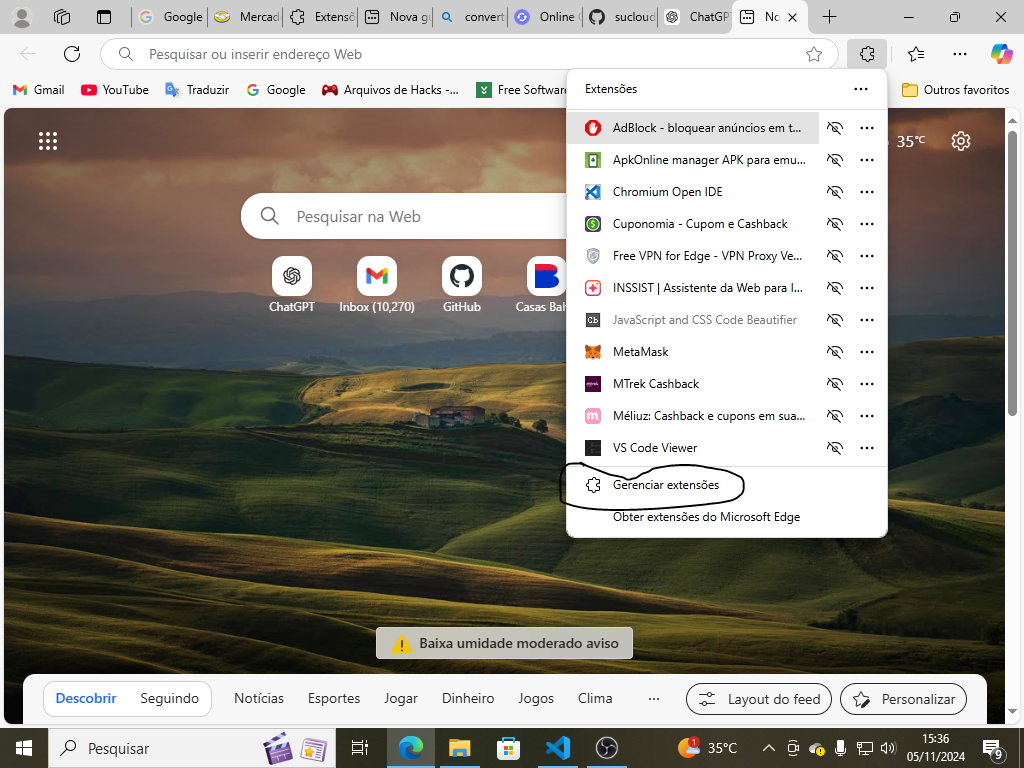 Google
Mercad
Extensõ
Nova gu
convert
Online
sucloud
ChatGP
No
Pesquisar ou inserir endereço Web
Gmail
YouTube
Traduzir
Google
Arquivos de Hacks -...
Free Software
Outros favoritos
Extensões
AdBlock - bloquear anúncios em t...
ApkOnline manager APK para emu...
Chromium Open IDE
Cuponomia - Cupom e Cashback
Free VPN for Edge - VPN Proxy Ve...
INSSIST | Assistente da Web para I...
JavaScript and CSS Code Beautifier
MetaMask
MTrek Cashback
Méliuz: Cashback e cupons em sua...
VS Code Viewer
Gerenciar extensões
Obter extensões do Microsoft Edge
35°C
Pesquisar na Web
ChatGPT
Inbox (10,270)
GitHub
Casas Bah
Baixa umidade moderado aviso
Descobrir
Seguindo
Notícias
Esportes
Jogar
Dinheiro
Jogos
Clima
...
Layout do feed
Personalizar
Pesquisar
1
35°C
15:36
05/11/2024
9